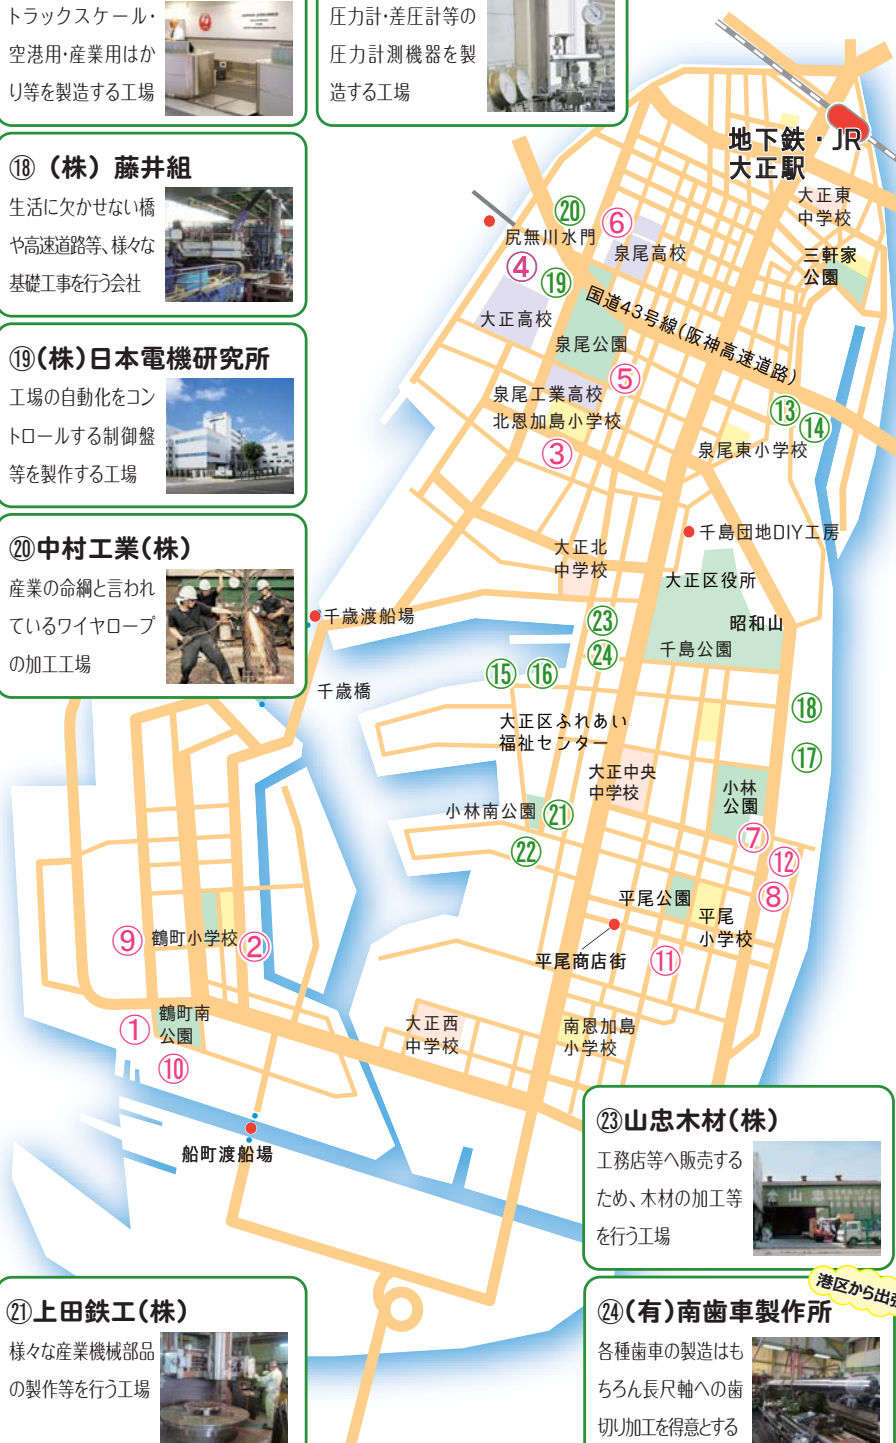 トラックスケール・
空港用・産業用はか
り等を製造する工場
圧力計・差圧計等の
圧力計測機器を製
造する工場
⑱（株）藤井組
生活に欠かせない橋
や高速道路等、様々な
基礎工事を行う会社
⑲(株)日本電機研究所
工場の自動化をコン
トロールする制御盤
等を製作する工場
⑳中村工業(株)
産業の命綱と言われ
ているワイヤロープ
の加工工場
地下鉄・JR
大正駅
大正東
中学校
三軒家
公園
⑳
⑥
尻無川水門
泉尾高校
④
⑲
大正高校
国道43号線(阪神高速道路)
泉尾公園
⑤
泉尾工業高校
北恩加島小学校
③
⑬
⑭
泉尾東小学校
千島団地DIY工房
大正北
中学校
大正区役所
昭和山
千島公園
千歳渡船場
千歳橋
㉓
㉔
⑮
⑯
大正区ふれあい
福祉センター
⑱
⑰
大正中央
中学校
小林
公園
小林南公園
㉑
㉒
⑦
⑫
⑧
平尾公園
平尾
小学校
平尾商店街
⑪
⑨
鶴町小学校
②
①
鶴町南
公園
⑩
大正西
中学校
南恩加島
小学校
船町渡船場
㉓山忠木材(株)
工務店等へ販売する
ため、木材の加工等
を行う工場
山忠
㉑上田鉄工(株)
様々な産業機械部品
の製作等を行う工場
港区から出張
㉔(有)南歯車製作所
各種歯車の製造はも
ちろん長尺軸への歯
切り加工を得意とする